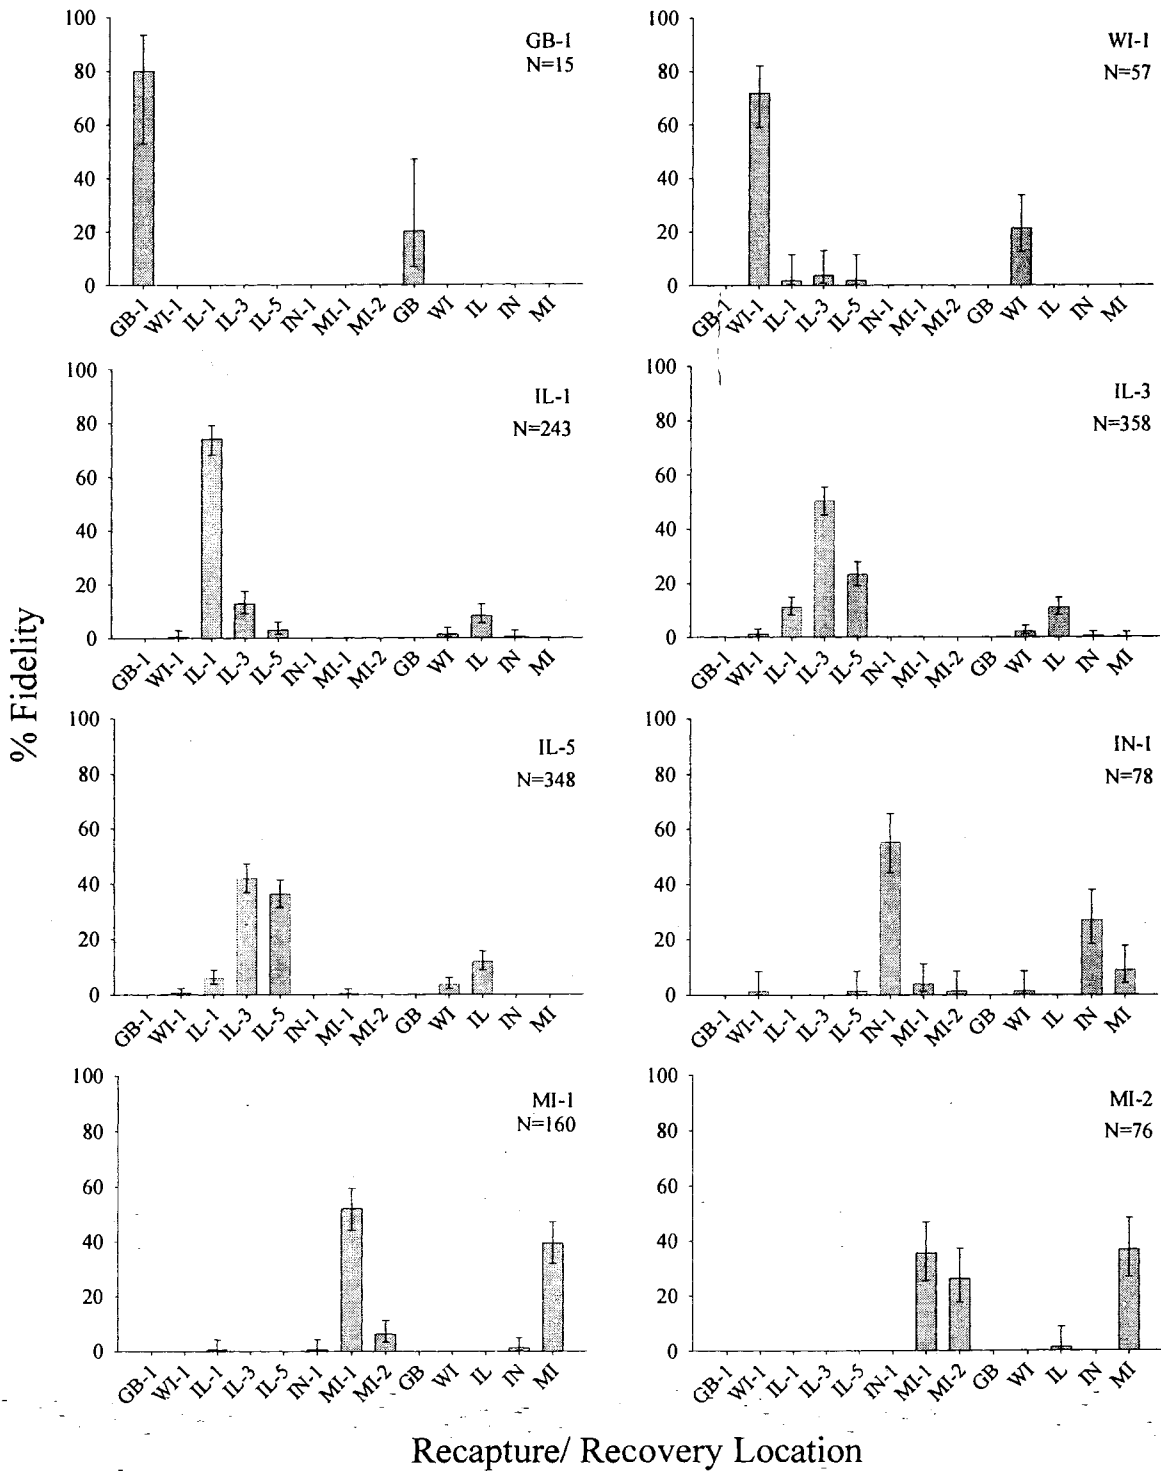 100
80
60
40
20
0
GB-1
N=15
GB-1 WI-1 IL-1 IL-3 IL-5 IN-1 MI-1 MI-2 GB WI IL IN MI
100
80
60
40
20
0
WI-1
N=57
GB-1 WI-1 IL-1 IL-3 IL-5 IN-1 MI-1 MI-2 GB WI IL IN MI
100
80
60
40
20
0
IL-1
N=243
GB-1 WI-1 IL-1 IL-3 IL-5 IN-1 MI-1 MI-2 GB WI IL IN MI
100
80
60
40
20
0
IL-3
N=358
GB-1 WI-1 IL-1 IL-3 IL-5 IN-1 MI-1 MI-2 GB WI IL IN MI
% Fidelity
100
80
60
40
20
0
IL-5
N=348
GB-1 WI-1 IL-1 IL-3 IL-5 IN-1 MI-1 MI-2 GB WI IL IN MI
100
80
60
40
20
0
IN-1
N=78
GB-1 WI-1 IL-1 IL-3 IL-5 IN-1 MI-1 MI-2 GB WI IL IN MI
100
80
60
40
20
0
MI-1
N=160
GB-1 WI-1 IL-1 IL-3 IL-5 IN-1 MI-1 MI-2 GB WI IL IN MI
100
80
60
40
20
0
MI-2
N=76
GB-1 WI-1 IL-1 IL-3 IL-5 IN-1 MI-1 MI-2 GB WI IL IN MI
Recapture/ Recovery Location